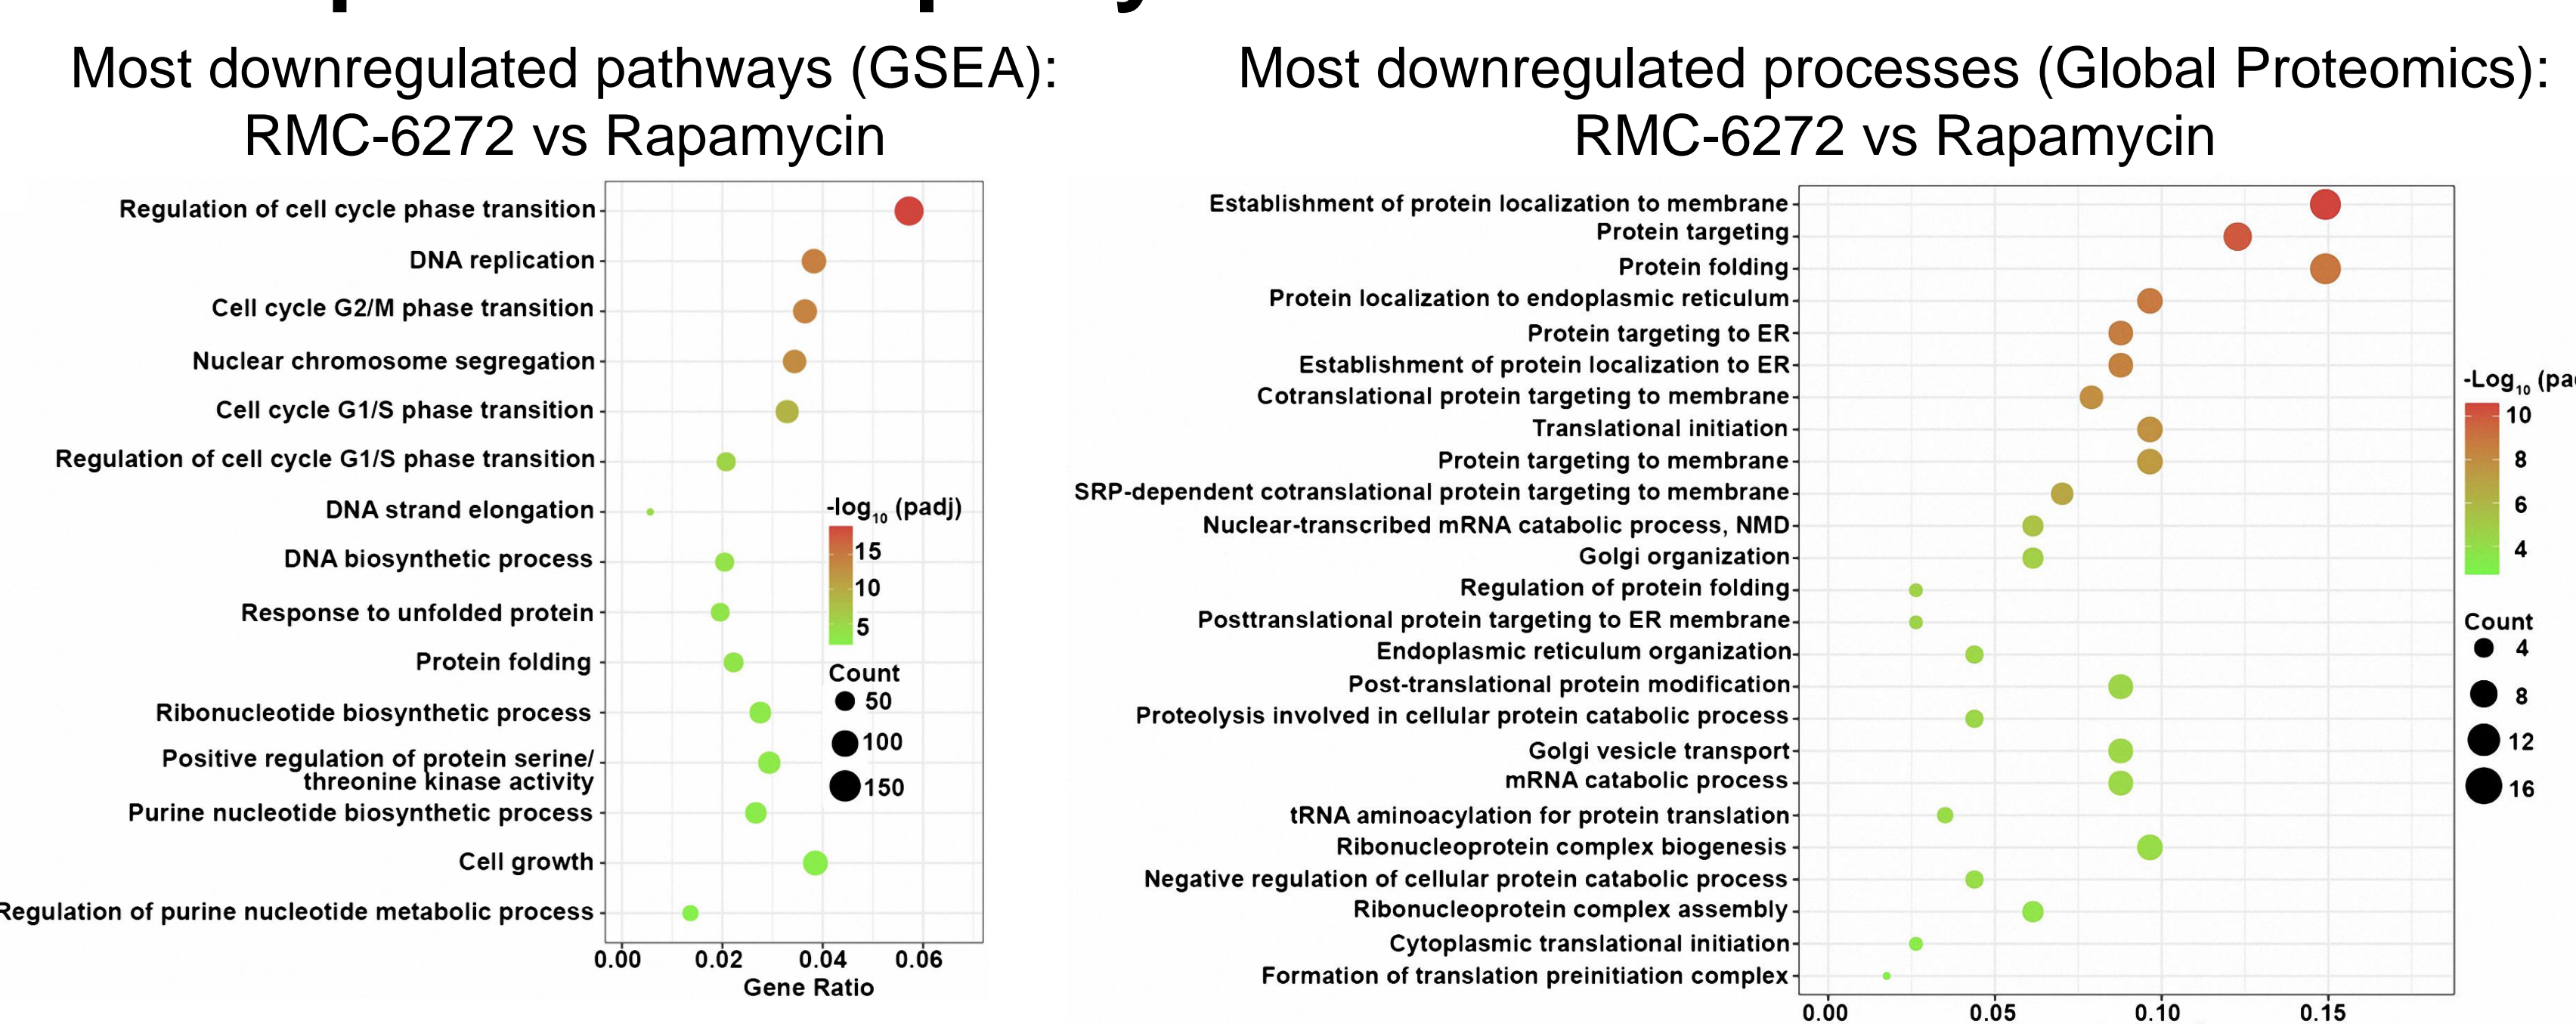 Most downregulated pathways (GSEA):
RMC-6272 vs Rapamycin
Regulation of cell cycle phase transition
DNA replication
Cell cycle G2/M phase transition
Nuclear chromosome segregation
Cell cycle G1/S phase transition
Regulation of cell cycle G1/S phase transition
DNA strand elongation
DNA biosynthetic process
Response to unfolded protein
Protein folding
Ribonucleotide biosynthetic process
Positive regulation of protein serine/
threonine kinase activity
Purine nucleotide biosynthetic process
Cell growth
Regulation of purine nucleotide metabolic process
-log10 (padj)
15
10
5
Count
50
100
150
0.00 0.02 0.04 0.06
Gene Ratio
Most downregulated processes (Global Proteomics):
RMC-6272 vs Rapamycin
Establishment of protein localization to membrane
Protein targeting
Protein folding
Protein localization to endoplasmic reticulum
Protein targeting to ER
Establishment of protein localization to ER
Cotranslational protein targeting to membrane
Translational initiation
Protein targeting to membrane
SRP-dependent cotranslational protein targeting to membrane
Nuclear-transcribed mRNA catabolic process, NMD
Golgi organization
Regulation of protein folding
Posttranslational protein targeting to ER membrane
Endoplasmic reticulum organization
Post-translational protein modification
Proteolysis involved in cellular protein catabolic process
Golgi vesicle transport
mRNA catabolic process
tRNA aminoacylation for protein translation
Ribonucleoprotein complex biogenesis
Negative regulation of cellular protein catabolic process
Ribonucleoprotein complex assembly
Cytoplasmic translational initiation
Formation of translation preinitiation complex
-Log10
10
8
6
4
Count
4
8
12
16
0.00 0.05 0.10 0.15